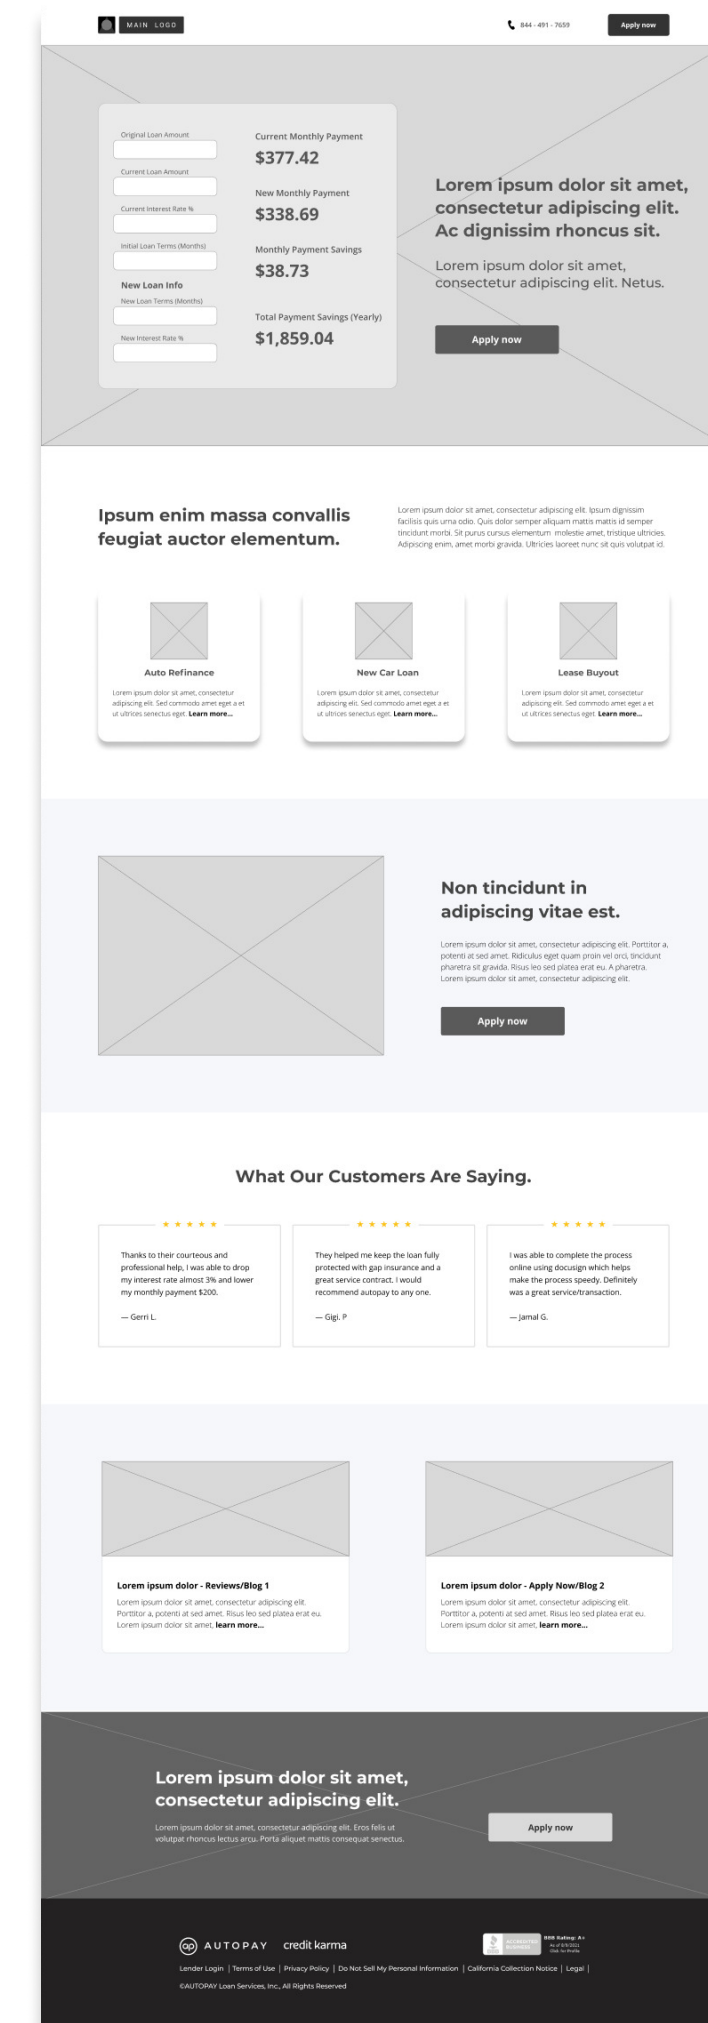 MAIN LOGO
844 - 491 - 7659
Apply now
Original Loan Amount
Current Loan Amount
Current Interest Rate %
Initial Loan Terms (Months)
New Loan Info
New Loan Terms (Months)
New Interest Rate %
Current Monthly Payment
$377.42
New Monthly Payment
$338.69
Monthly Payment Savings
$38.73
Total Payment Savings (Yearly)
$1,859.04
Lorem ipsum dolor sit amet,
consectetur adipiscing elit.
Ac dignissim rhoncus sit.
Lorem ipsum dolor sit amet,
consectetur adipiscing elit. Netus.
Apply now
Ipsum enim massa convallis
feugiat auctor elementum.
Lorem ipsum dolor sit amet, consectetur adipiscing elit. Ipsum dignissim
facilisis quis urna odio. Quis dolor semper aliquam mattis mattis id semper
tincidunt morbi. Sit purus cursus elementum molestie amet, tristique ultricies.
Adipiscing enim, amet morbi gravida. Ultricies laoreet nunc sit quis volutpat id.
Auto Refinance
Lorem ipsum dolor sit amet, consectetur
adipiscing elit. Sed commodo amet eget a et
ut ultrices senectus eget. Learn more...
New Car Loan
Lorem ipsum dolor sit amet, consectetur
adipiscing elit. Sed commodo amet eget a et
ut ultrices senectus eget. Learn more...
Lease Buyout
Lorem ipsum dolor sit amet, consectetur
adipiscing elit. Sed commodo amet eget a et
ut ultrices senectus eget. Learn more...
Non tincidunt in
adipiscing vitae est.
Lorem ipsum dolor sit amet, consectetur adipiscing elit. Porttitor a,
potenti at sed amet. Ridiculus eget quam proin vel orci, tincidunt
pharetra sit gravida. Risus leo sed platea erat eu. A pharetra.
Lorem ipsum dolor sit amet, consectetur adipiscing elit.
Apply now
What Our Customers Are Saying.
Thanks to their courteous and
professional help, I was able to drop
my interest rate almost 3% and lower
my monthly payment $200.
— Gerri L.
They helped me keep the loan fully
protected with gap insurance and a
great service contract. I would
recommend autopay to any one.
— Gigi. P
I was able to complete the process
online using docusign which helps
make the process speedy. Definitely
was a great service/transaction.
— Jamal G.
Lorem ipsum dolor - Reviews/Blog 1
Lorem ipsum dolor sit amet, consectetur adipiscing elit.
Porttitor a, potenti at sed amet. Risus leo sed platea erat eu.
Lorem ipsum dolor sit amet, learn more...
Lorem ipsum dolor - Apply Now/Blog 2
Lorem ipsum dolor sit amet, consectetur adipiscing elit.
Porttitor a, potenti at sed amet. Risus leo sed platea erat eu.
Lorem ipsum dolor sit amet, learn more...
Lorem ipsum dolor sit amet,
consectetur adipiscing elit.
Lorem ipsum dolor sit amet, consectetur adipiscing elit. Eros felis ut
volutpat rhoncus lectus arcu. Porta aliquet mattis consequat senectus.
Apply now
ap AUTOPAY credit karma
ACCREDITED
BUSINESS
BBB Rating: A+
Click for Profile
Lender Login | Terms of Use | Privacy Policy | Do Not Sell My Personal Information | California Collection Notice | Legal |
©AUTOPAY Loan Services, Inc., All Rights Reserved